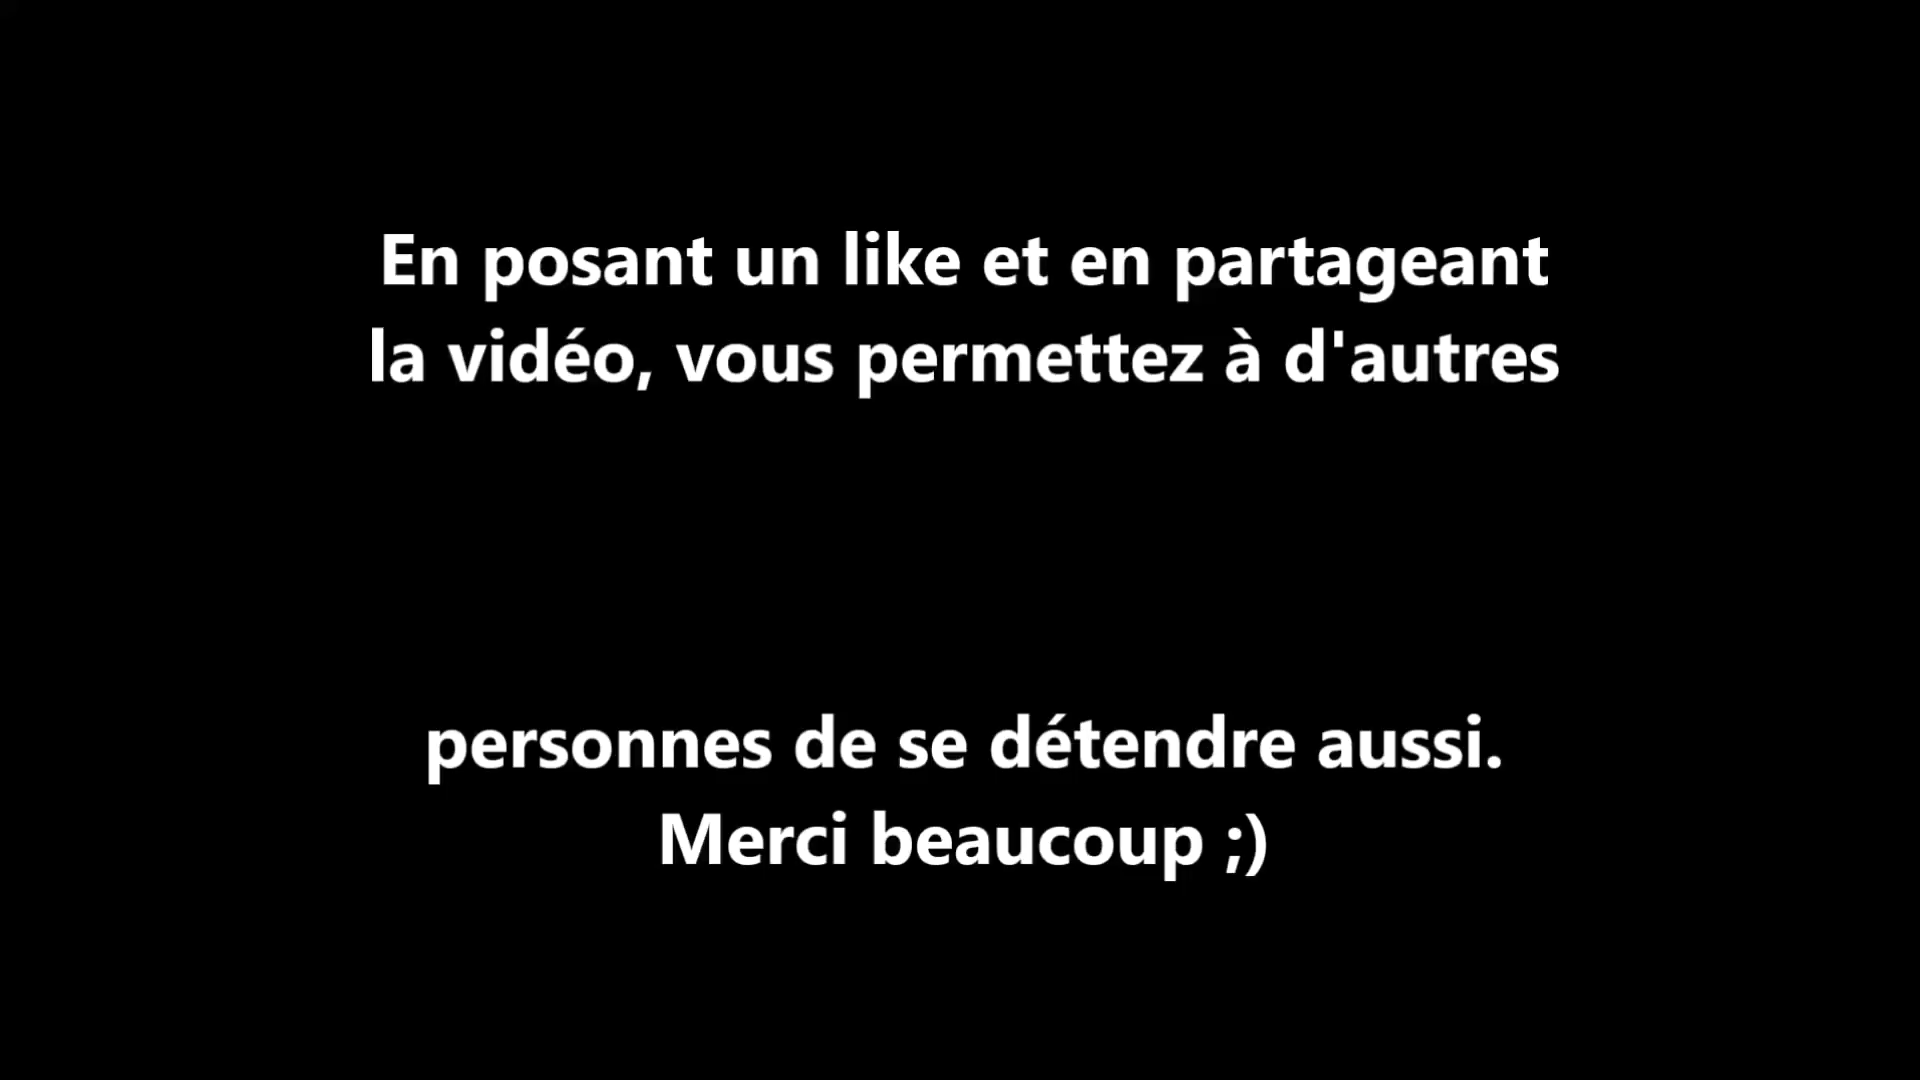 En posant un like et en partageant
la vidéo, vous permettez à d'autres
personnes de se détendre aussi.
Merci beaucoup ;)